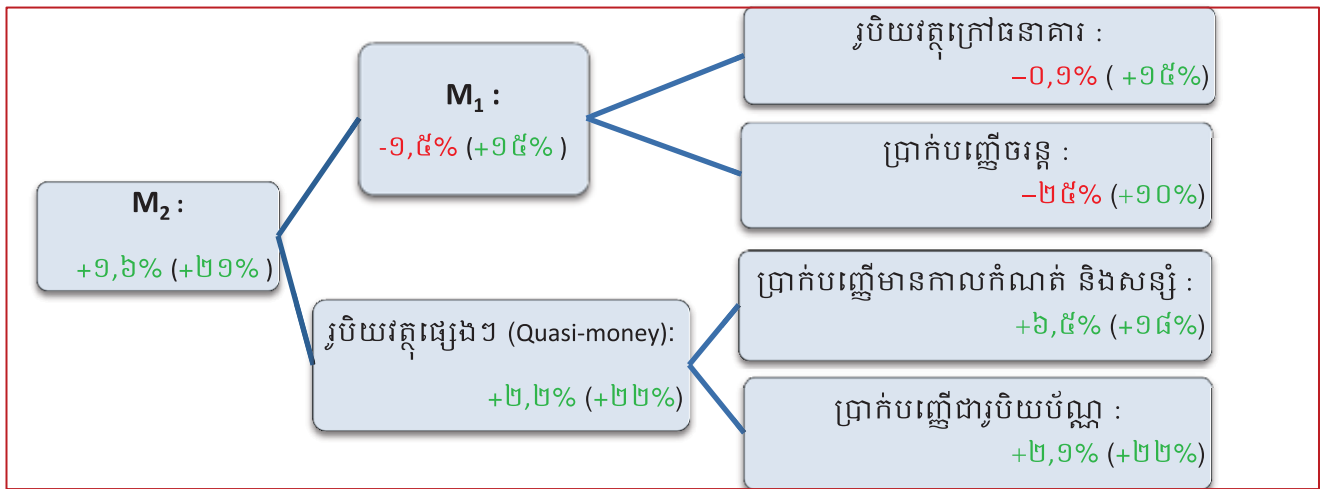 រូបិយវត្ថុក្រៅធនាគារ :
–០,១% ( +១៥%)
M₁ :
-១,៥% (+១៥% )
ប្រាក់បញ្ញើចរន្ត :
–២៥% (+១០%)
M₂ :
+១,៦% (+២១% )
ប្រាក់បញ្ញើមានកាលកំណត់ និងសន្សំ :
+៦,៥% (+១៨%)
រូបិយវត្ថុផ្សេងៗ (Quasi-money):
+២,២% (+២២%)
ប្រាក់បញ្ញើជារូបិយប័ណ្ណ :
+២,១% (+២២%)